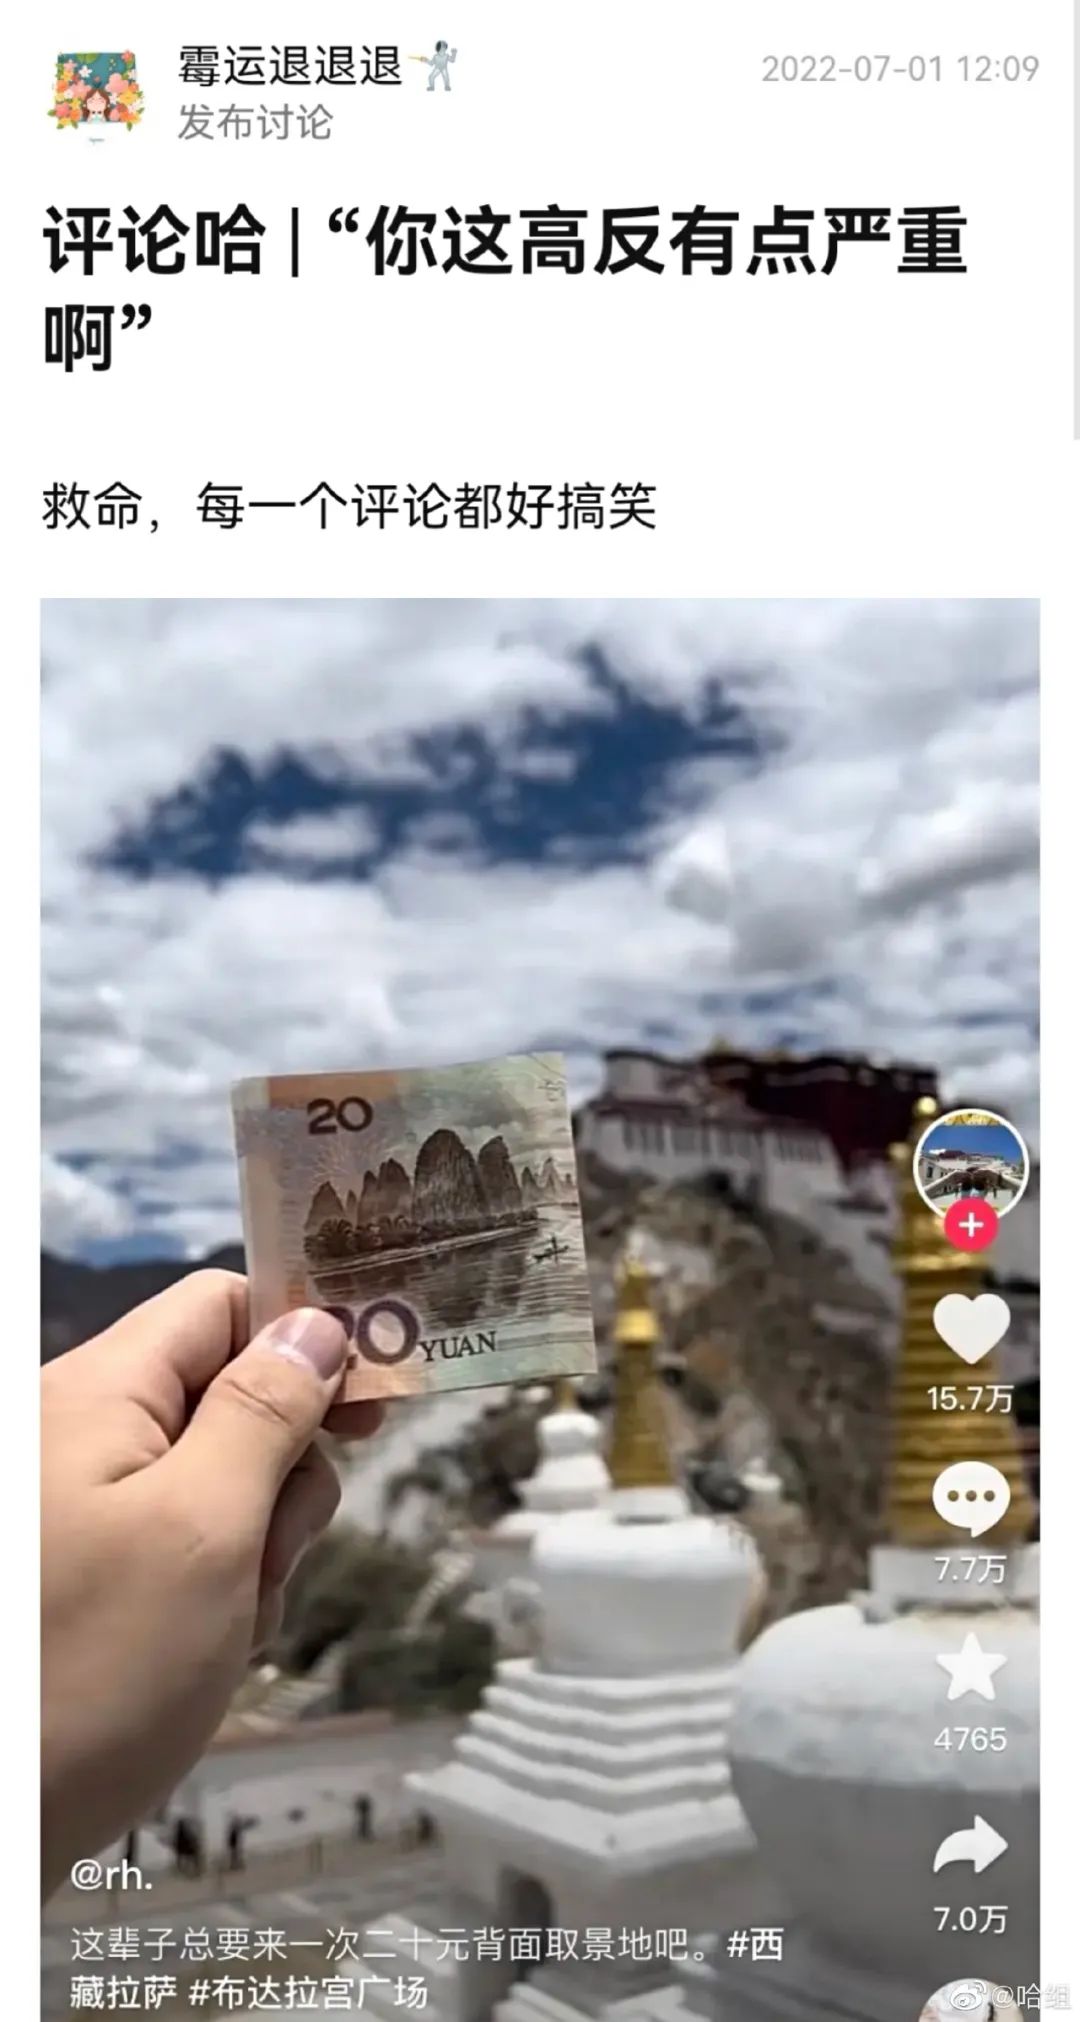 霉运退退退
2022-07-01 12:09
发布讨论
评论哈 | “你这高反有点严重
啊”
救命，每一个评论都好搞笑
20
20 YUAN
15.7万
7.7万
4765
7.0万
@rh.
这辈子总要来一次二十元背面取景地吧。#西
藏拉萨 #布达拉宫广场
@哈组